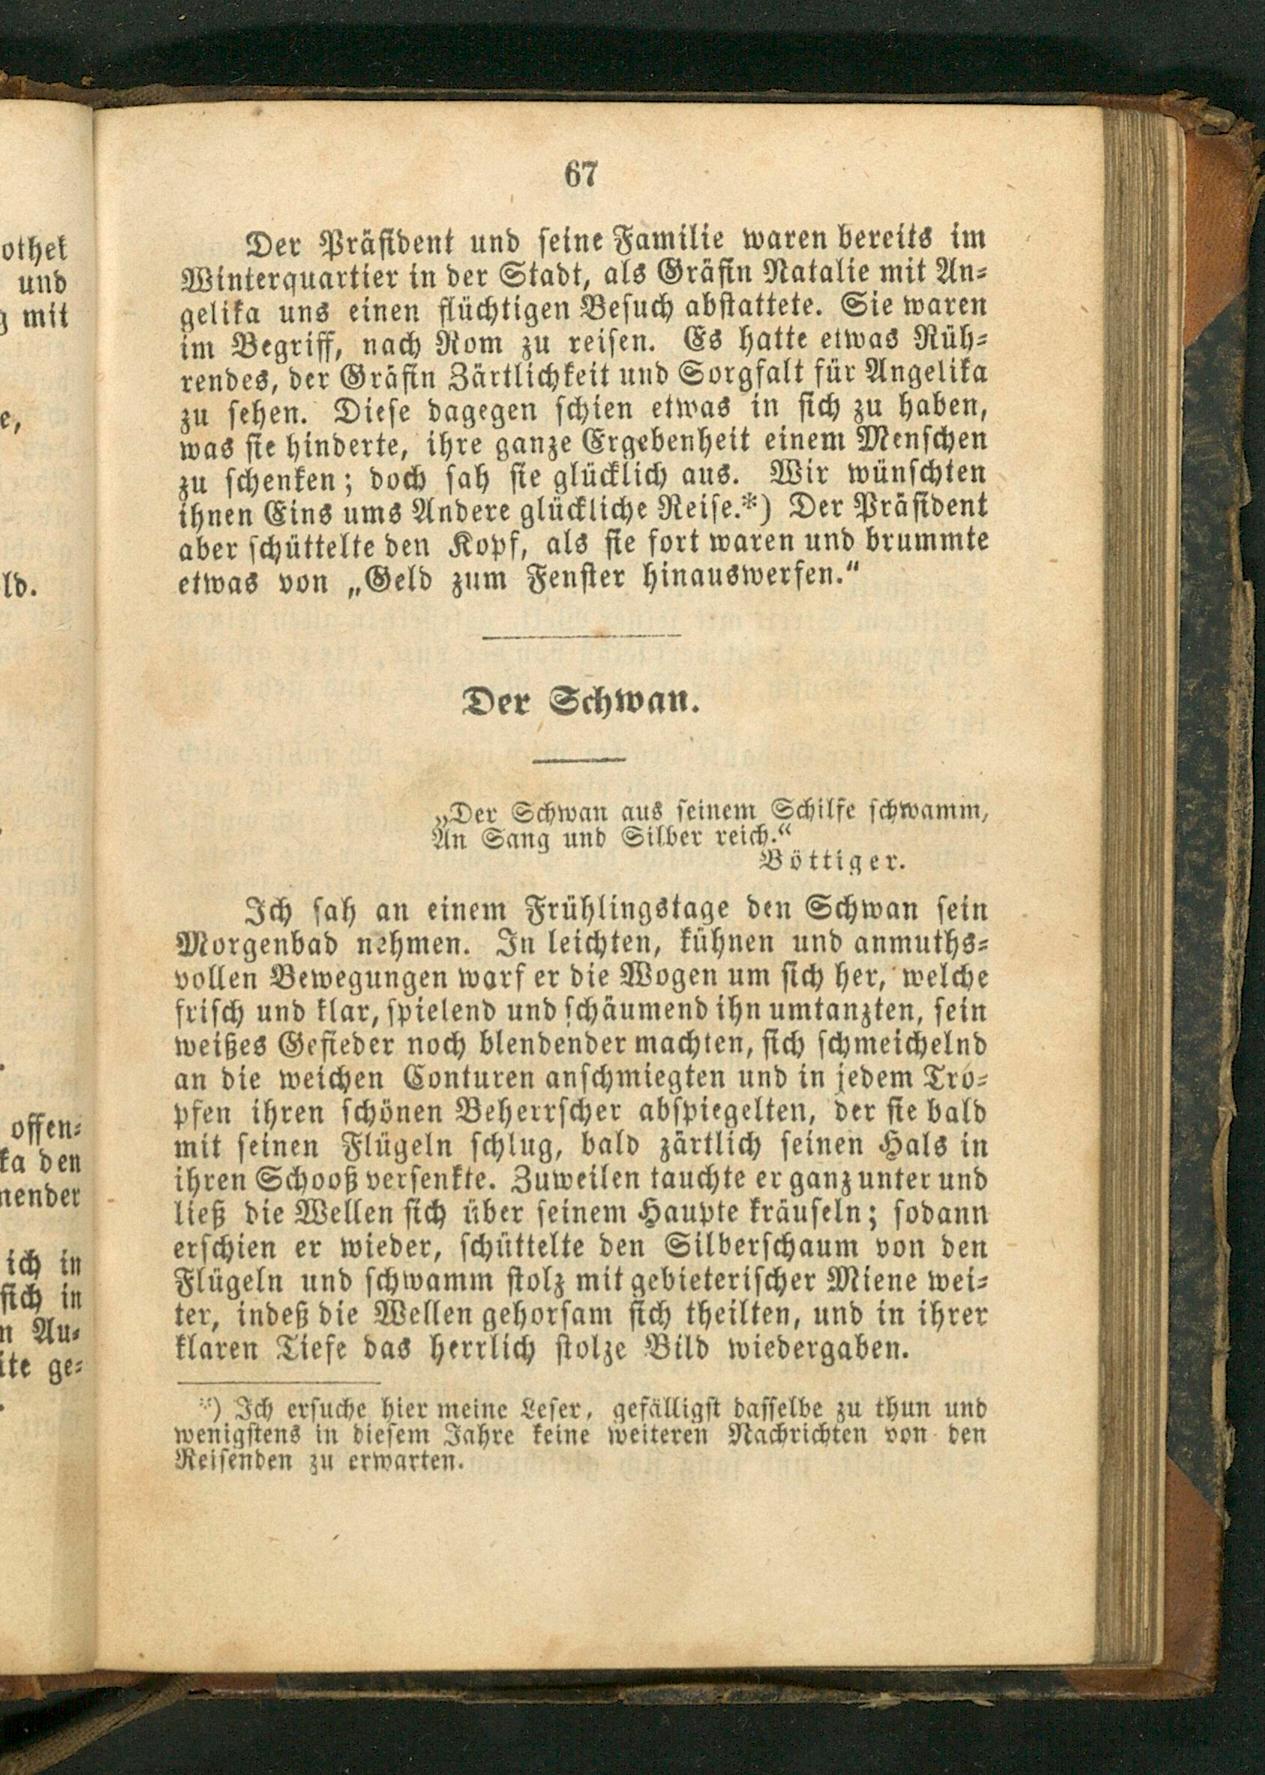 67
Der Präsident und seine Familie waren bereits im
Winterquartier in der Stadt, als Gräfin Natalie mit An-
gelika uns einen flüchtigen Besuch abstattete. Sie waren
im Begriff, nach Rom zu reisen. Es hatte etwas Rüh-
rendes, der Gräfin Zärtlichkeit und Sorgfalt für Angelika
zu sehen. Diese dagegen schien etwas in sich zu haben,
was sie hinderte, ihre ganze Ergebenheit einem Menschen
zu schenken; doch sah sie glücklich aus. Wir wünschten
ihnen Eins ums Andere glückliche Reise.*) Der Präsident
aber schüttelte den Kopf, als sie fort waren und brummte
etwas von „Geld zum Fenster hinauswerfen.“
Der Schwan.
„Der Schwan aus seinem Schilfe schwamm,
An Sang und Silber reich.“
Böttiger.
Ich sah an einem Frühlingstage den Schwan sein
Morgenbad nehmen. In leichten, kühnen und anmuths-
vollen Bewegungen warf er die Wogen um sich her, welche
frisch und klar, spielend und schäumend ihn umtanzten, sein
weißes Gefieder noch blendender machten, sich schmeichelnd
an die weichen Conturen anschmiegten und in jedem Tro-
pfen ihren schönen Beherrscher abspiegelten, der sie bald
mit seinen Flügeln schlug, bald zärtlich seinen Hals in
ihren Schooß versenkte. Zuweilen tauchte er ganz unter und
ließ die Wellen sich über seinem Haupte kräuseln; sodann
erschien er wieder, schüttelte den Silberschaum von den
Flügeln und schwamm stolz mit gebieterischer Miene wei-
ter, indeß die Wellen gehorsam sich theilten, und in ihrer
klaren Tiefe das herrlich stolze Bild wiedergaben.
*) Ich ersuche hier meine Leser, gefälligst dasselbe zu thun und
wenigstens in diesem Jahre keine weiteren Nachrichten von den
Reisenden zu erwarten.